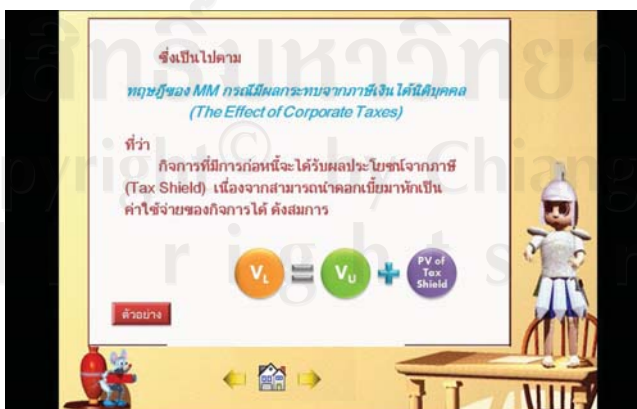 ซึ่งเป็นไปตาม
ทฤษฎีของ MM กรณีมีผลกระทบจากภาษีเงินได้นิติบุคคล
(The Effect of Corporate Taxes)
ที่ว่า
กิจการที่มีการก่อหนี้จะได้รับผลประโยชน์จากภาษี
(Tax Shield) เนื่องจากสามารถนำดอกเบี้ยมาหักเป็น
ค่าใช้จ่ายของกิจการได้ ดังสมการ
VL = VU + PV of
Tax
Shield
ตัวอย่าง